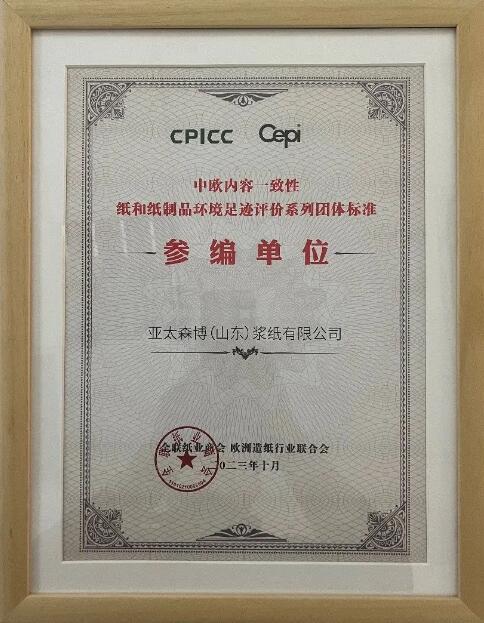 CPICC Cepi
中欧内容一致性
纸和纸制品环境足迹评价系列团体标准
参编单位
亚太森博(山东)浆纸有限公司
全联纸业商会 欧洲造纸行业联合会
二〇二三年十月